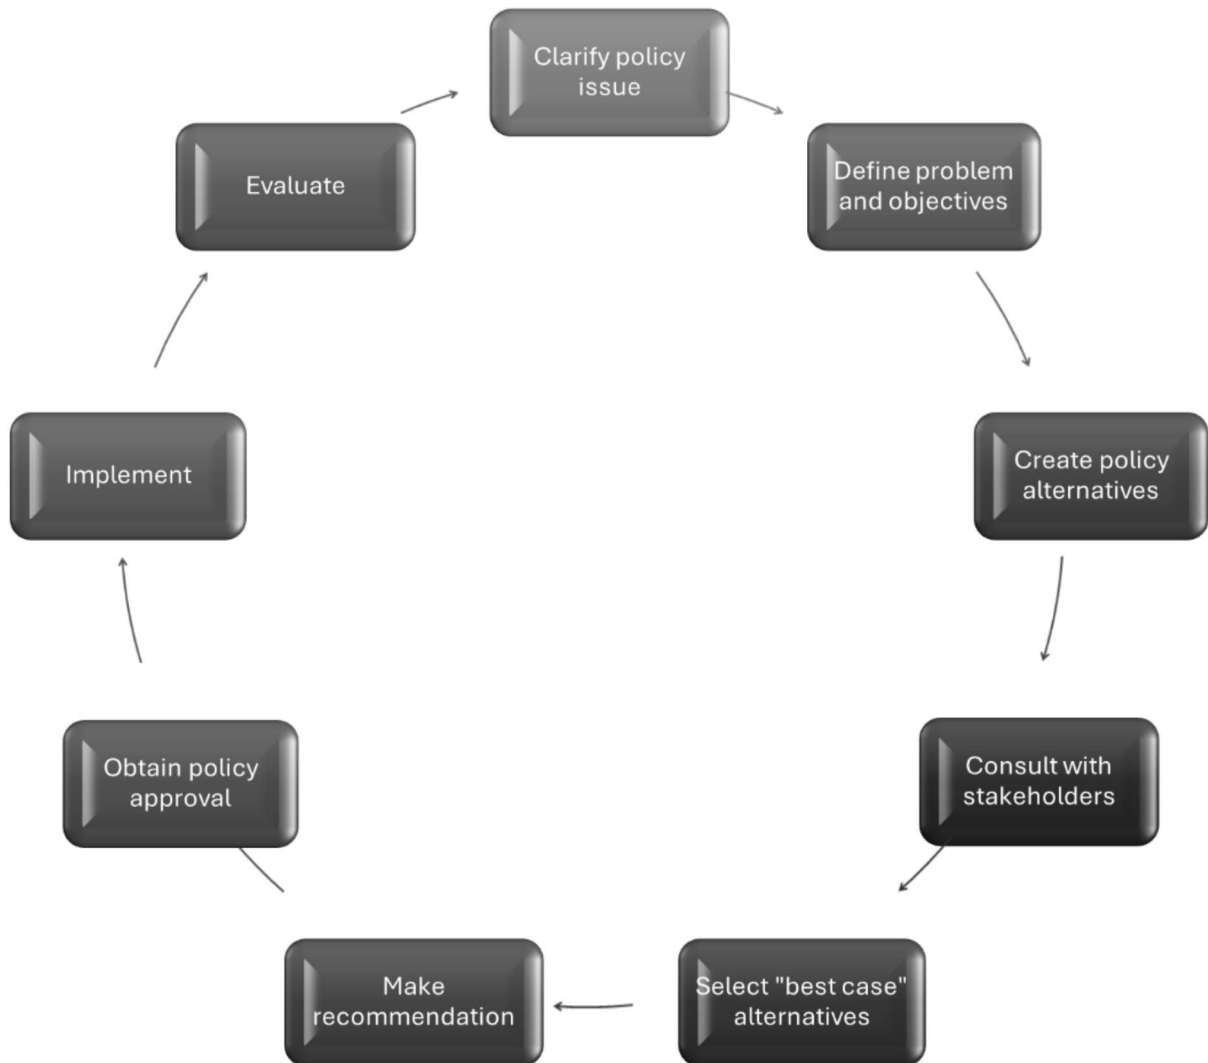 Clarify policy
issue
Define problem
and objectives
Create policy
alternatives
Consult with
stakeholders
Select "best case"
alternatives
Make
recommendation
Obtain policy
approval
Implement
Evaluate